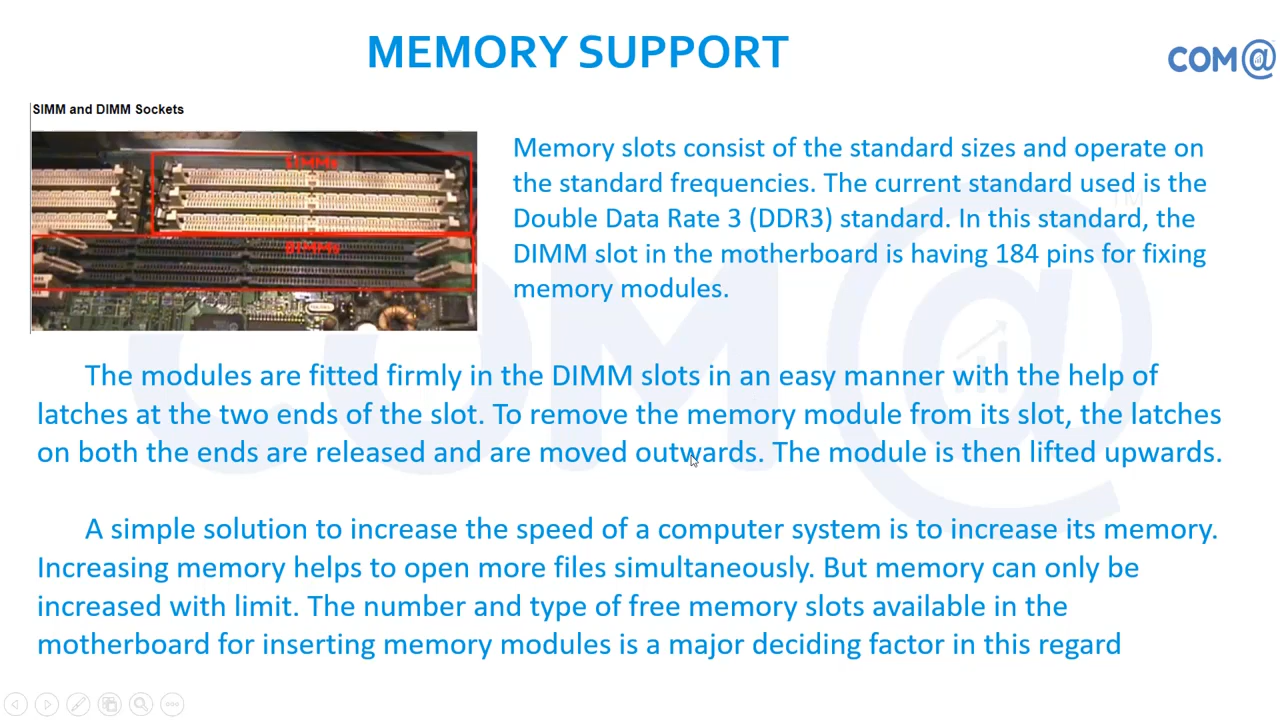 MEMORY SUPPORT
COM@
SIMM and DIMM Sockets
SIMMs
DIMMs
Memory slots consist of the standard sizes and operate on
the standard frequencies. The current standard used is the
Double Data Rate 3 (DDR3) standard. In this standard, the
DIMM slot in the motherboard is having 184 pins for fixing
memory modules.
The modules are fitted firmly in the DIMM slots in an easy manner with the help of
latches at the two ends of the slot. To remove the memory module from its slot, the latches
on both the ends are released and are moved outwards. The module is then lifted upwards.
A simple solution to increase the speed of a computer system is to increase its memory.
Increasing memory helps to open more files simultaneously. But memory can only be
increased with limit. The number and type of free memory slots available in the
motherboard for inserting memory modules is a major deciding factor in this regard
COM@
TM